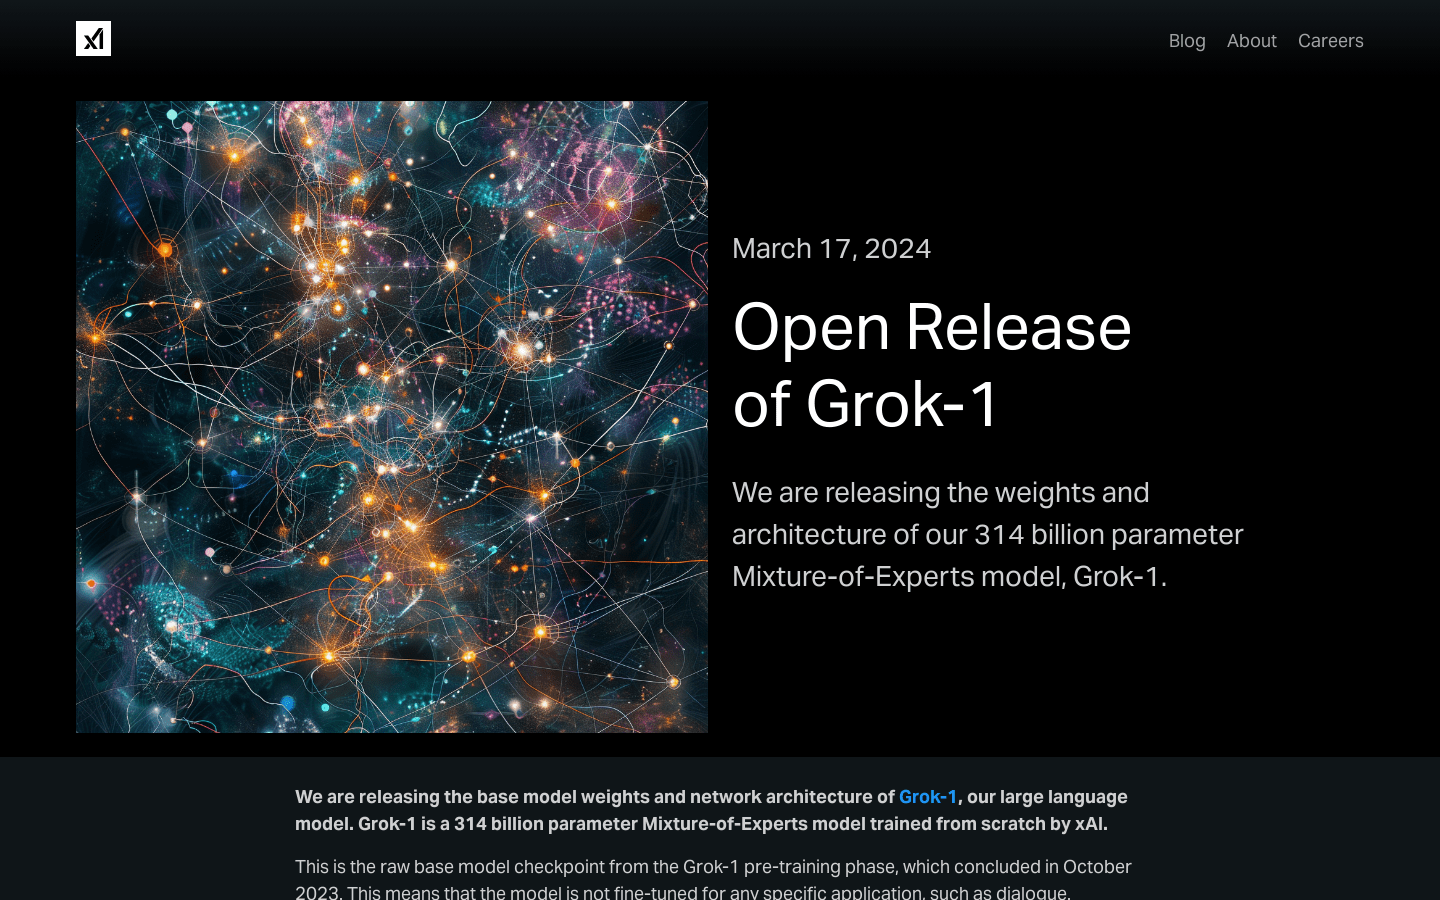 xI
Blog About Careers
March 17, 2024
Open Release
of Grok-1
We are releasing the weights and
architecture of our 314 billion parameter
Mixture-of-Experts model, Grok-1.
We are releasing the base model weights and network architecture of Grok-1, our large language
model. Grok-1 is a 314 billion parameter Mixture-of-Experts model trained from scratch by xAI.
This is the raw base model checkpoint from the Grok-1 pre-training phase, which concluded in October
2023. This means that the model is not fine-tuned for any specific application, such as dialogue.